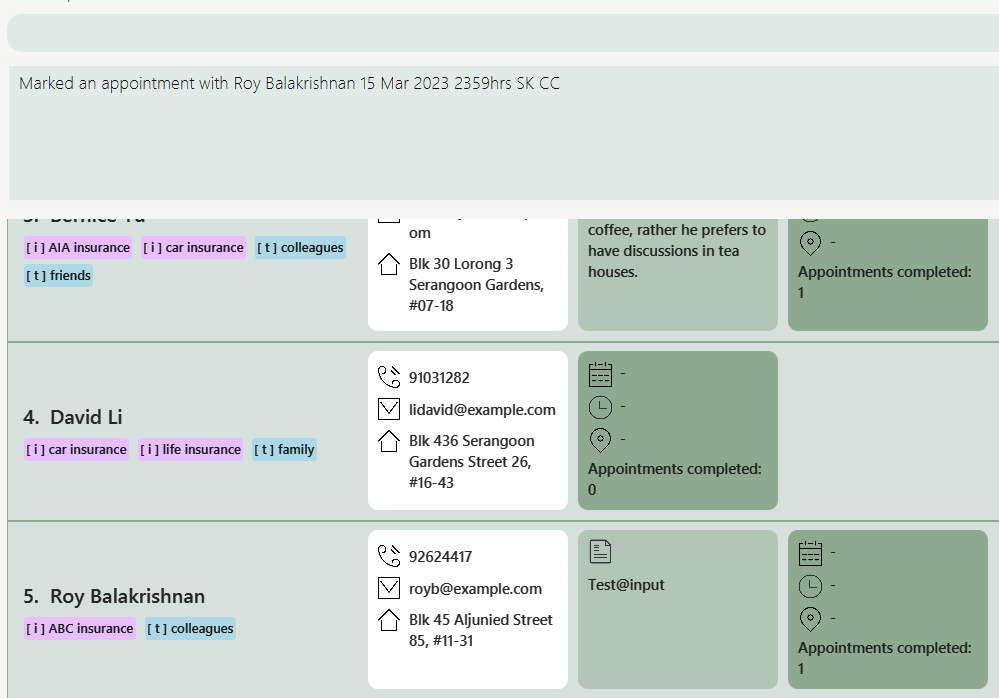 Marked an appointment with Roy Balakrishnan 15 Mar 2023 2359hrs SK CC
[ i ] AIA insurance [ i ] car insurance [ t ] colleagues
[ t ] friends
om
Blk 30 Lorong 3
Serangoon Gardens,
#07-18
coffee, rather he prefers to
have discussions in tea
houses.
-
Appointments completed:
1
4. David Li
[ i ] car insurance [ i ] life insurance [ t ] family
91031282
lidavid@example.com
Blk 436 Serangoon
Gardens Street 26,
#16-43
-
-
-
Appointments completed:
0
5. Roy Balakrishnan
[ i ] ABC insurance [ t ] colleagues
92624417
royb@example.com
Blk 45 Aljunied Street
85, #11-31
Test@input
-
-
-
Appointments completed:
1